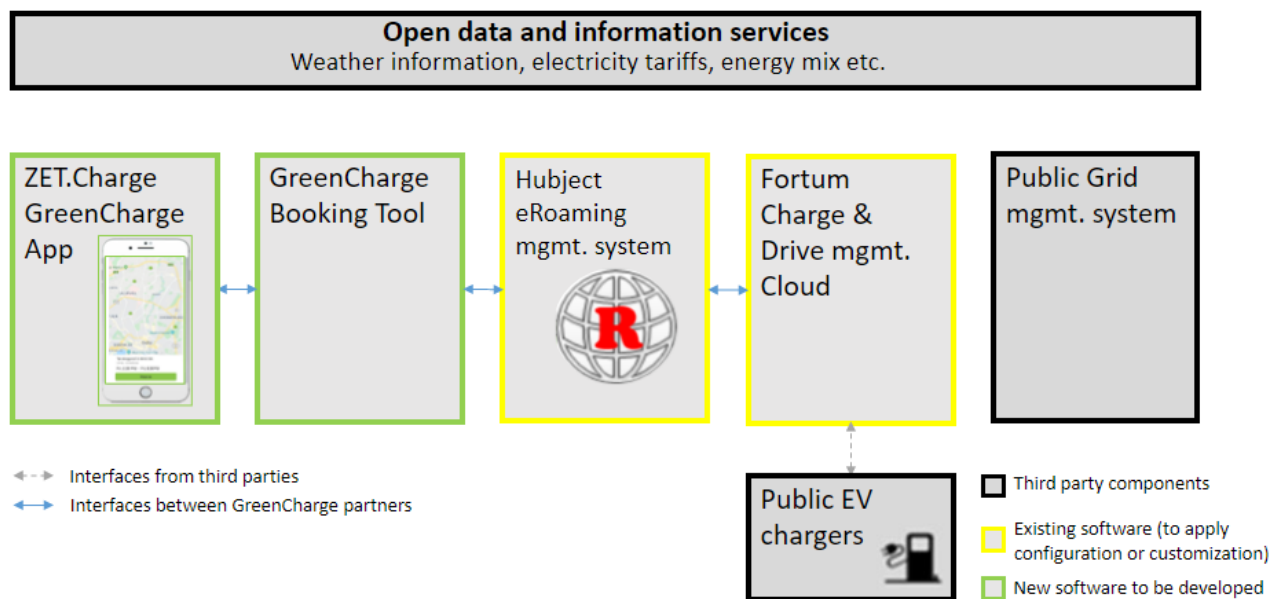 Open data and information services
Weather information, electricity tariffs, energy mix etc.
ZET.Charge
GreenCharge
App
GreenCharge
Booking Tool
Hubject
eRoaming
mgmt. system
R
Fortum
Charge &
Drive mgmt.
Cloud
Public Grid
mgmt. system
Interfaces from third parties
Interfaces between GreenCharge partners
Public EV
chargers
Third party components
Existing software (to apply
configuration or customization)
New software to be developed